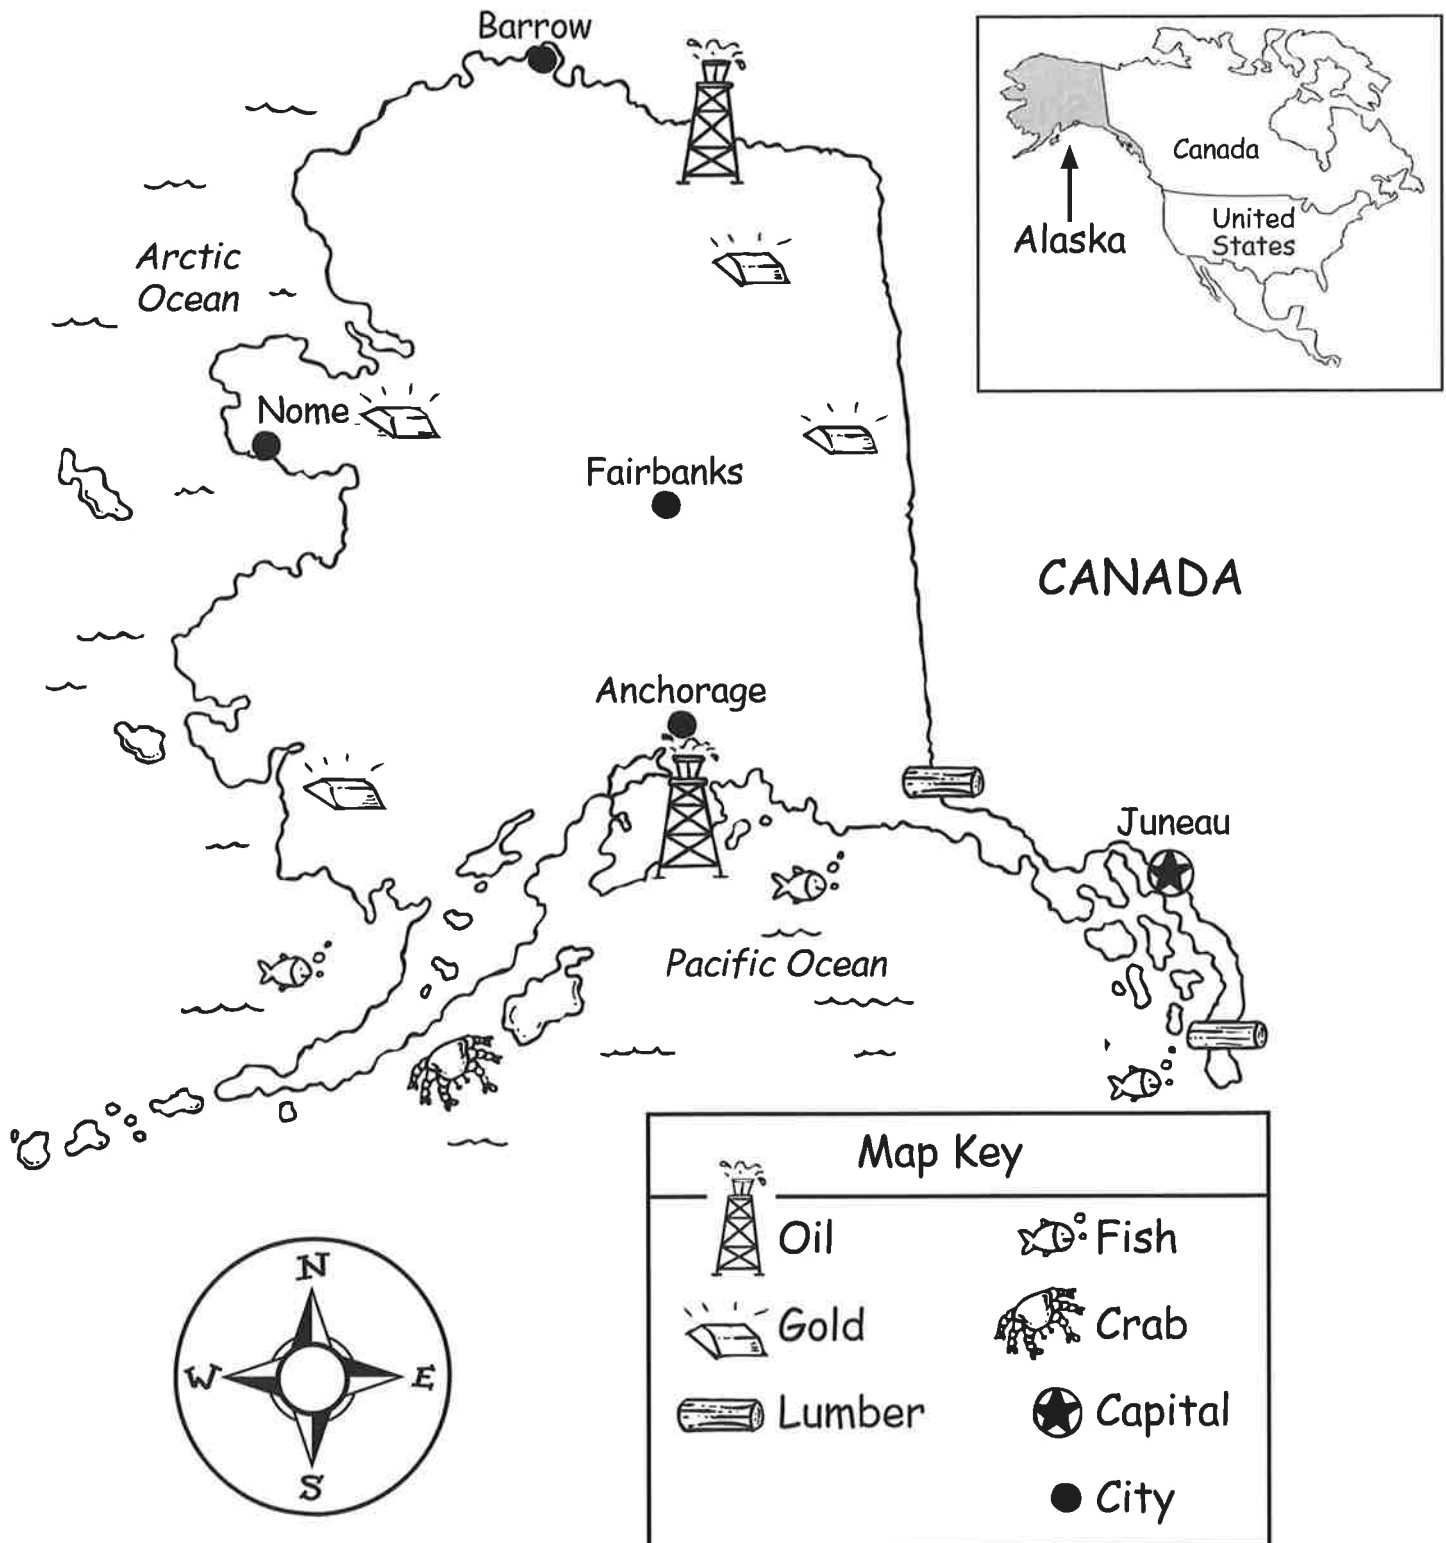 Barrow
Canada
United
States
Alaska
Arctic
Ocean
Nome
Fairbanks
CANADA
Anchorage
Juneau
Pacific Ocean
Map Key
Oil
Fish
Gold
Crab
Lumber
Capital
City
N
W
E
S